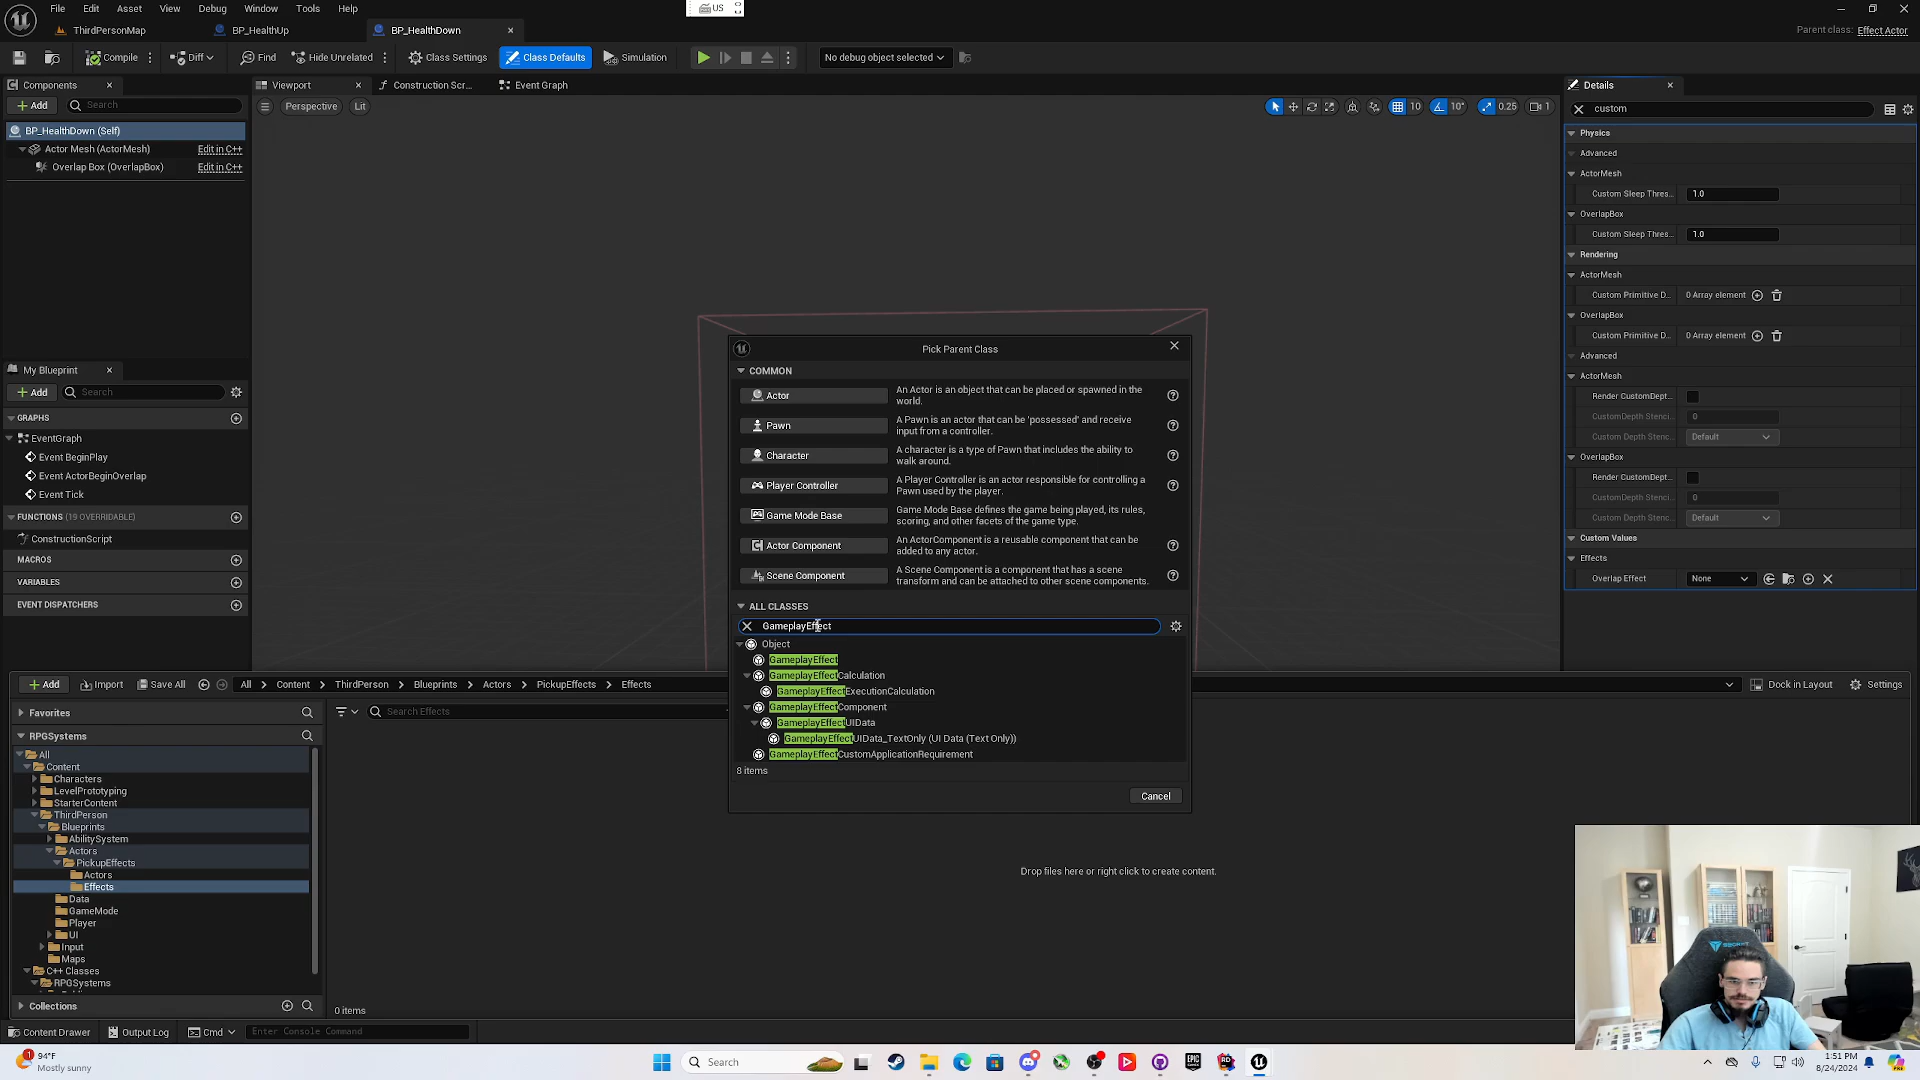 File Edit Asset View Debug Window Tools Help
US
ThirdPersonMap BP_HealthUp BP_HealthDown
Parent class: Effect Actor
Compile Diff Find Hide Unrelated Class Settings Class Defaults Simulation No debug object selected
Components
Add Search
BP_HealthDown (Self)
Actor Mesh (ActorMesh) Edit in C++
Overlap Box (OverlapBox) Edit in C++
My Blueprint
Add Search
GRAPHS
EventGraph
Event BeginPlay
Event ActorBeginOverlap
Event Tick
FUNCTIONS (19 OVERRIDABLE)
ConstructionScript
MACROS
VARIABLES
EVENT DISPATCHERS
Viewport Construction Scr... Event Graph
Perspective Lit
10 10° 0.25 1
Pick Parent Class
COMMON
Actor An Actor is an object that can be placed or spawned in the
world.
Pawn A Pawn is an actor that can be 'possessed' and receive
input from a controller.
Character A character is a type of Pawn that includes the ability to
walk around.
Player Controller A Player Controller is an actor responsible for controlling a
Pawn used by the player.
Game Mode Base Game Mode Base defines the game being played, its rules,
scoring, and other facets of the game type.
Actor Component An ActorComponent is a reusable component that can be
added to any actor.
Scene Component A Scene Component is a component that has a scene
transform and can be attached to other scene components.
ALL CLASSES
GameplayEffect
Object
GameplayEffect
GameplayEffectCalculation
GameplayEffectExecutionCalculation
GameplayEffectComponent
GameplayEffectUIData
GameplayEffectUIData_TextOnly (UI Data (Text Only))
GameplayEffectCustomApplicationRequirement
8 items
Cancel
Details
custom
Physics
Advanced
ActorMesh
Custom Sleep Thres... 1.0
OverlapBox
Custom Sleep Thres... 1.0
Rendering
ActorMesh
Custom Primitive D... 0 Array element
OverlapBox
Custom Primitive D... 0 Array element
Advanced
ActorMesh
Render CustomDept...
CustomDepth Stenci... 0
Custom Depth Stenc... Default
OverlapBox
Render CustomDept...
CustomDepth Stenci... 0
Custom Depth Stenc... Default
Custom Values
Effects
Overlap Effect None
Add Import Save All All Content ThirdPerson Blueprints Actors PickupEffects Effects Dock in Layout Settings
Favorites
Search Effects
RPGSystems
All
Content
Characters
LevelPrototyping
StarterContent
ThirdPerson
Blueprints
AbilitySystem
Actors
PickupEffects
Actors
Effects
Data
GameMode
Player
UI
Input
Maps
C++ Classes
RPGSystems
Collections
Drop files here or right click to create content.
0 items
Content Drawer Output Log Cmd Enter Console Command
94°F
Mostly sunny
Search
1:51 PM
8/24/2024